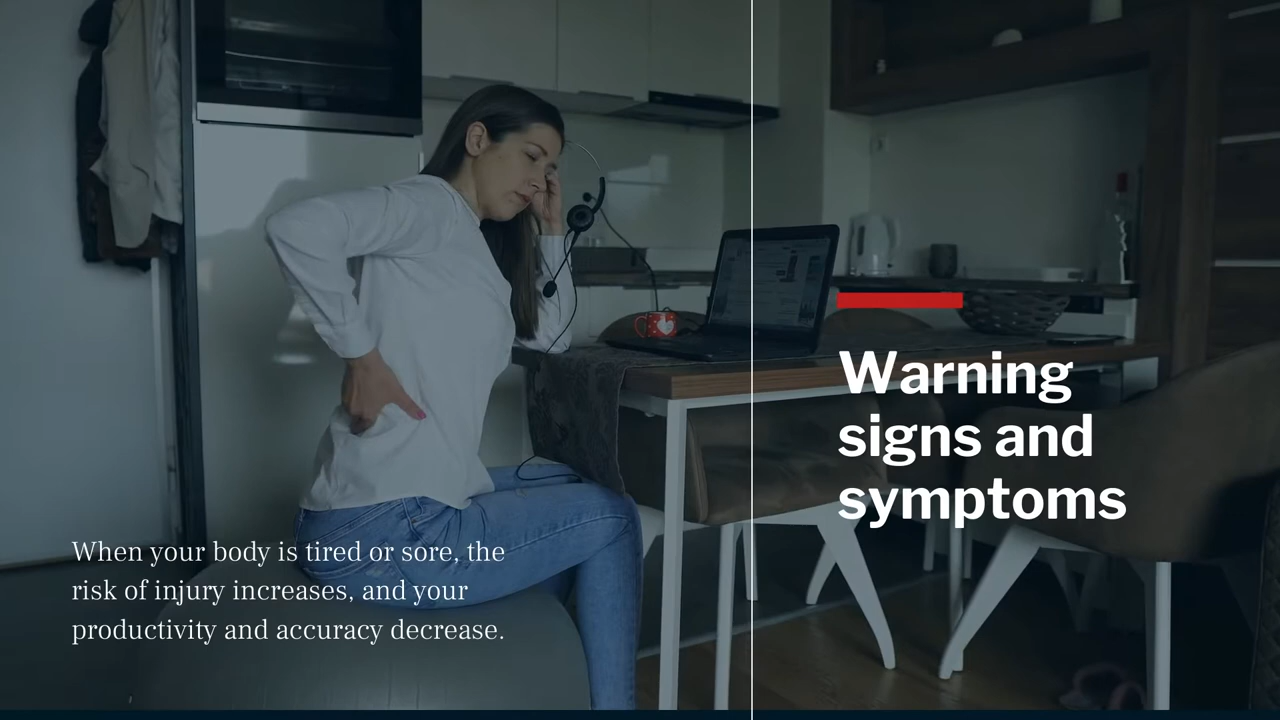 Warning
signs and
symptoms
When your body is tired or sore, the
risk of injury increases, and your
productivity and accuracy decrease.